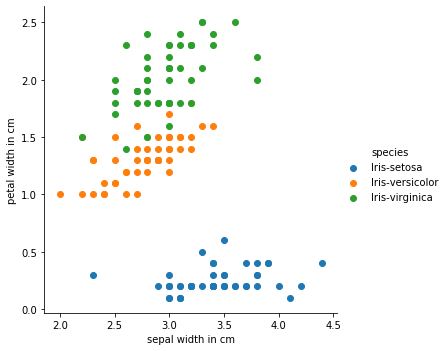 2.5
2.0
1.5
1.0
0.5
0.0
petal width in cm
2.0 2.5 3.0 3.5 4.0 4.5
sepal width in cm
species
Iris-setosa
Iris-versicolor
Iris-virginica